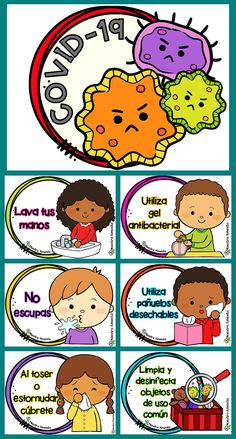 COVID-19
Lava tus
manos
Utiliza
gel
antibacterial
No
escupas
Utiliza
pañuelos
desechables
Al toser
o
estornudar
cúbrete
Limpia y
desinfecta
objetos
de uso
común